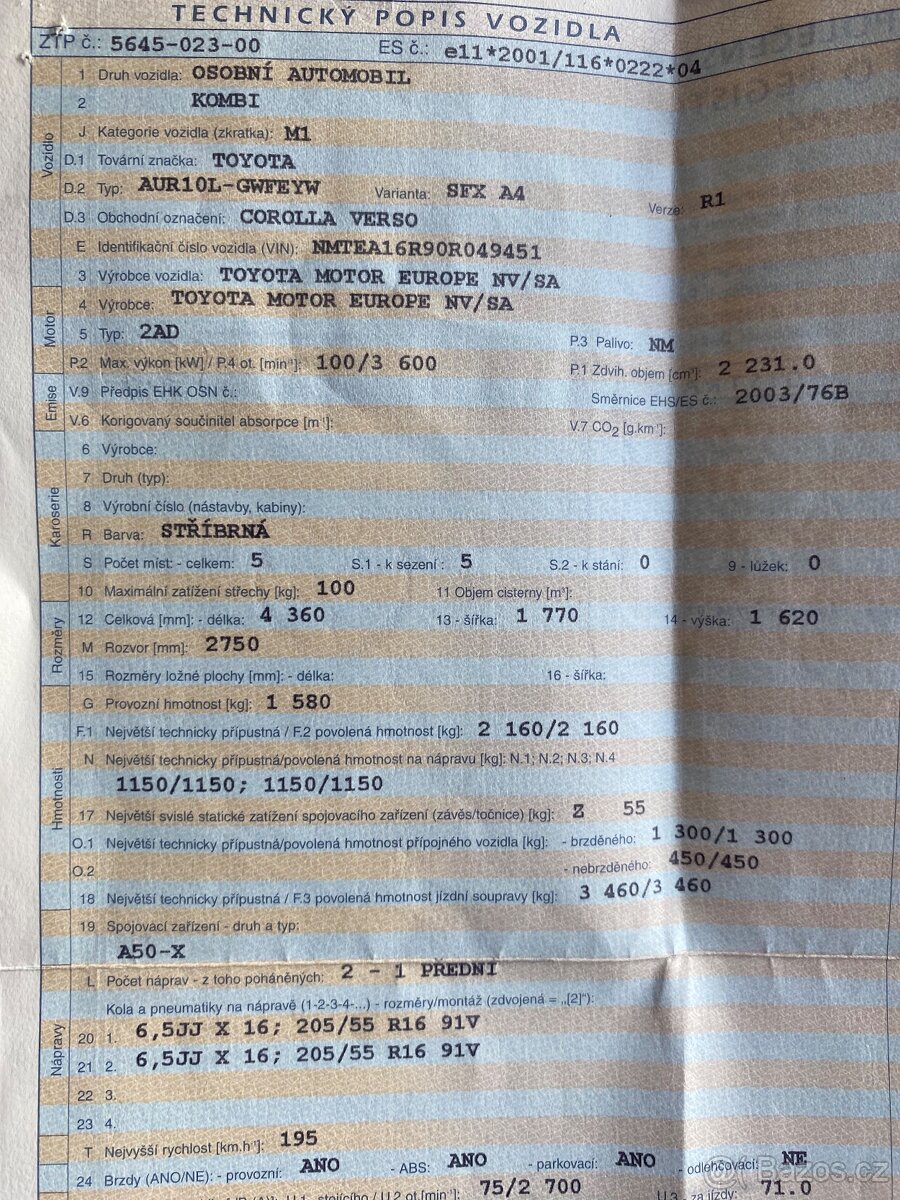 TECHNICKÝ POPIS VOZIDLA
ZTP č.: 5645-023-00 ES č.: e11*2001/116*0222*04
Vozidlo
1 Druh vozidla: OSOBNÍ AUTOMOBIL
2 KOMBI
J Kategorie vozidla (zkratka): M1
D.1 Tovární značka: TOYOTA
D.2 Typ: AUR10L-GWFEYW Varianta: SFX A4 Verze: R1
D.3 Obchodní označení: COROLLA VERSO
E Identifikační číslo vozidla (VIN): NMTEA16R90R049451
3 Výrobce vozidla: TOYOTA MOTOR EUROPE NV/SA
Motor
4 Výrobce: TOYOTA MOTOR EUROPE NV/SA
5 Typ: 2AD P.3 Palivo: NM
P.2 Max. výkon [kW] / P.4 ot. [min⁻¹]: 100/3 600 P.1 Zdvih. objem [cm³]: 2 231.0
Emise
V.9 Předpis EHK OSN č.: Směrnice EHS/ES č.: 2003/76B
V.6 Korigovaný součinitel absorpce [m⁻¹]: V.7 CO₂ [g.km⁻¹]:
Karoserie
6 Výrobce:
7 Druh (typ):
8 Výrobní číslo (nástavby, kabiny):
R Barva: STŘÍBRNÁ
S Počet míst: - celkem: 5 S.1 - k sezení : 5 S.2 - k stání: 0 9 - lůžek: 0
10 Maximální zatížení střechy [kg]: 100 11 Objem cisterny [m³]:
Rozměry
12 Celková [mm]: - délka: 4 360 13 - šířka: 1 770 14 - výška: 1 620
M Rozvor [mm]: 2750
15 Rozměry ložné plochy [mm]: - délka: 16 - šířka:
Hmotnosti
G Provozní hmotnost [kg]: 1 580
F.1 Největší technicky přípustná / F.2 povolená hmotnost [kg]: 2 160/2 160
N Největší technicky přípustná/povolená hmotnost na nápravu [kg]: N.1; N.2; N.3; N.4
1150/1150; 1150/1150
17 Největší svislé statické zatížení spojovacího zařízení (závěs/točnice) [kg]: Z 55
O.1 Největší technicky přípustná/povolená hmotnost přípojného vozidla [kg]: - brzděného: 1 300/1 300
O.2 - nebrzděného: 450/450
18 Největší technicky přípustná / F.3 povolená hmotnost jízdní soupravy [kg]: 3 460/3 460
19 Spojovací zařízení - druh a typ:
A50-X
Nápravy
L Počet náprav - z toho poháněných: 2 - 1 PŘEDNÍ
Kola a pneumatiky na nápravě (1-2-3-4-...) - rozměry/montáž (zdvojená = „[2]"):
20 1. 6,5JJ X 16; 205/55 R16 91V
21 2. 6,5JJ X 16; 205/55 R16 91V
22 3.
23 4.
T Nejvyšší rychlost [km.h⁻¹]: 195
24 Brzdy (ANO/NE): - provozní: ANO - ABS: ANO - parkovací: ANO - odlehčovací: NE
U.1 - stojícího / U.2 ot.[min⁻¹]: 75/2 700 U.3 - za jízdy: 71.0
Bazos.cz